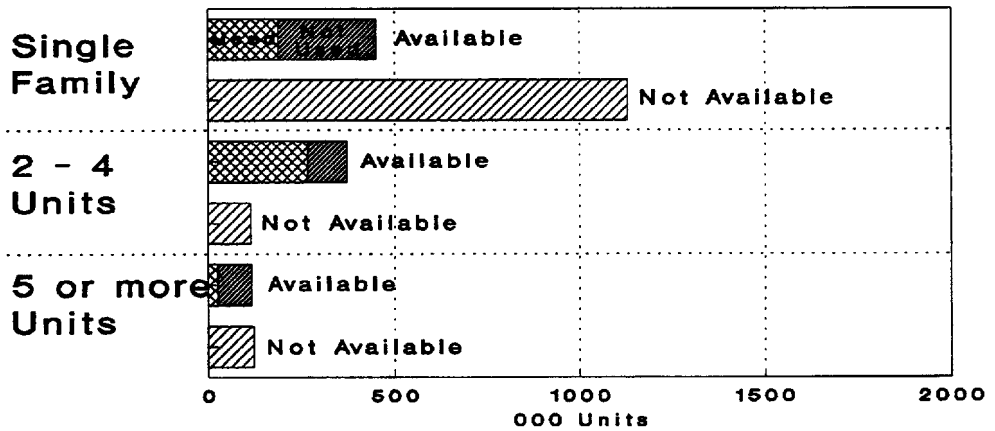 Single
Family
Used
Not
Used
Available
Not Available
2 - 4
Units
Available
Not Available
5 or more
Units
Available
Not Available
0 500 1000 1500 2000
000 Units